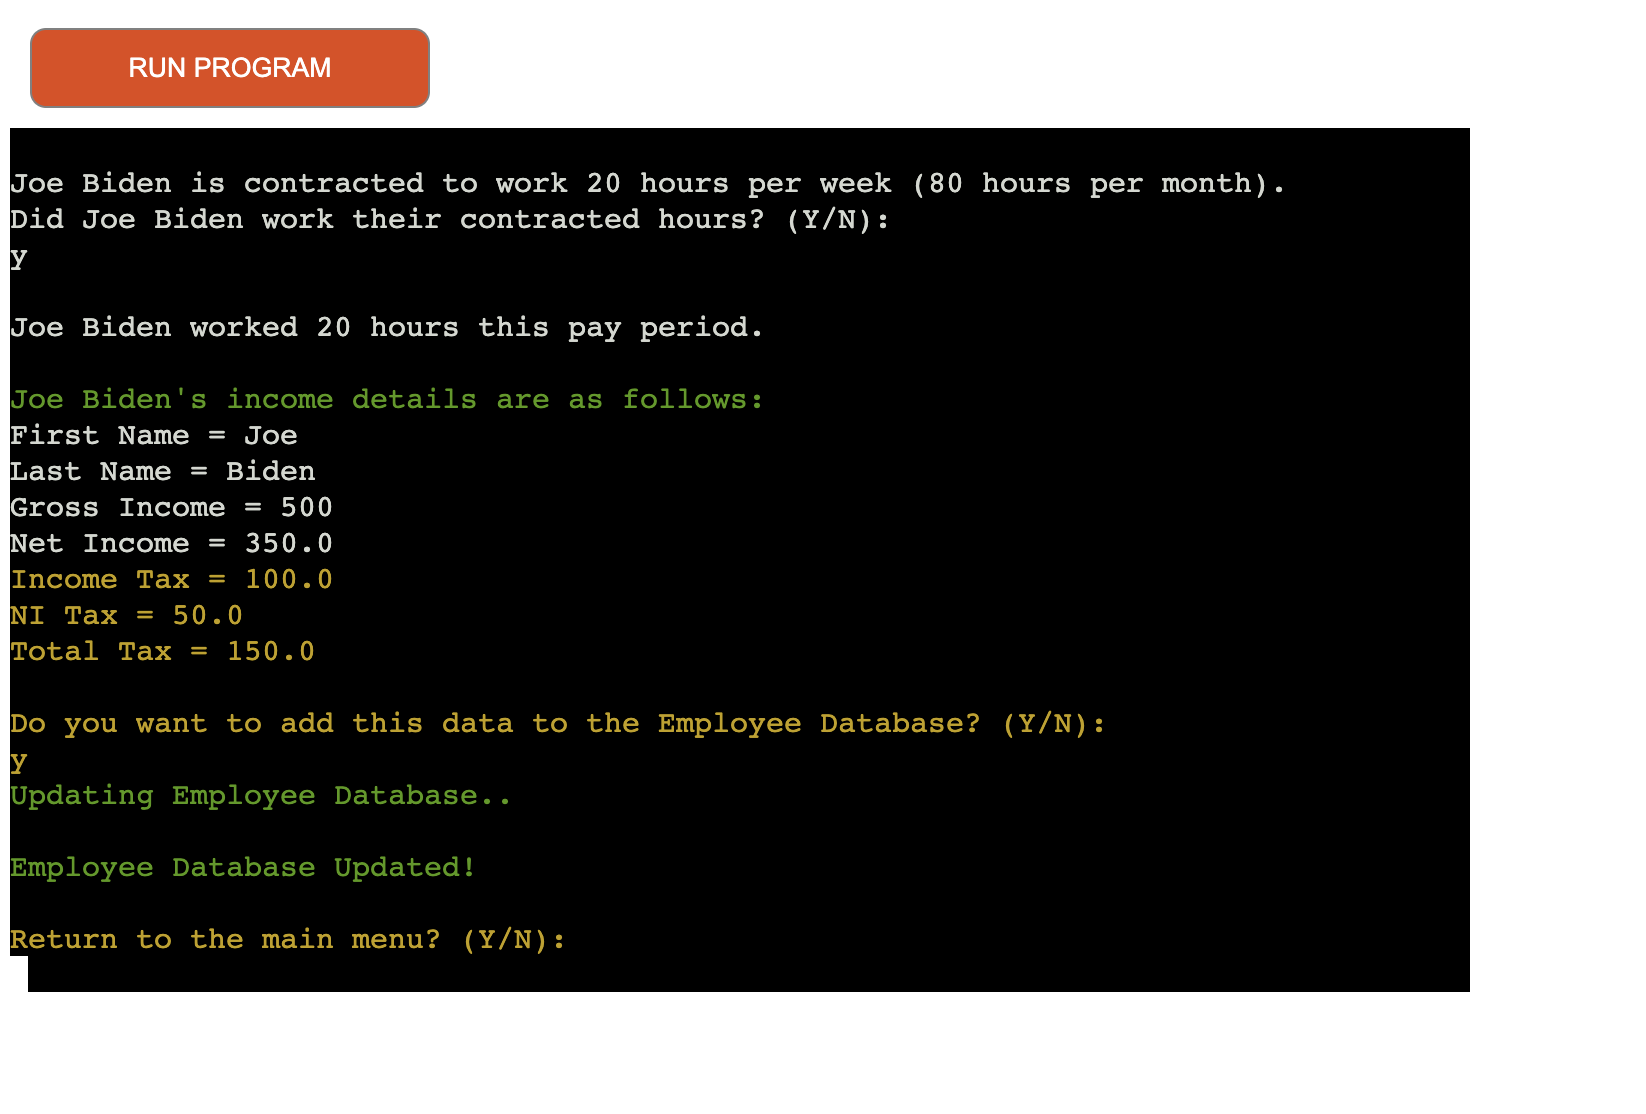 RUN PROGRAM
Joe Biden is contracted to work 20 hours per week (80 hours per month).
Did Joe Biden work their contracted hours? (Y/N):
y
Joe Biden worked 20 hours this pay period.
Joe Biden's income details are as follows:
First Name = Joe
Last Name = Biden
Gross Income = 500
Net Income = 350.0
Income Tax = 100.0
NI Tax = 50.0
Total Tax = 150.0
Do you want to add this data to the Employee Database? (Y/N):
y
Updating Employee Database..
Employee Database Updated!
Return to the main menu? (Y/N):